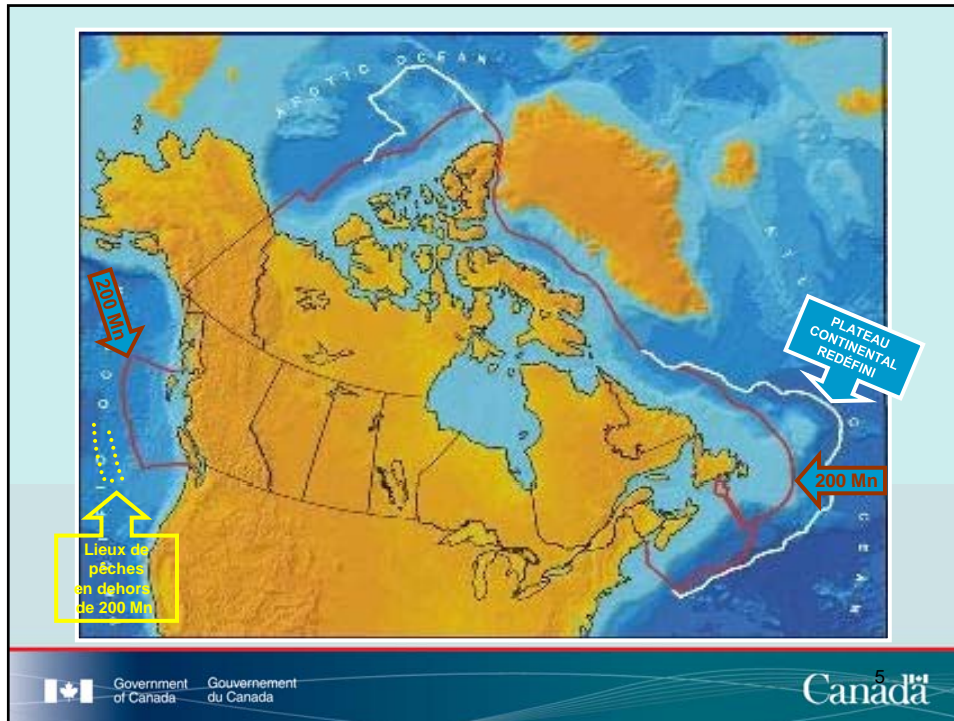 ARCTIC OCEAN
200 Mn
PLATEAU
CONTINENTAL
REDÉFINI
200 Mn
Lieux de
pêches
en dehors
de 200 Mn
Government
of Canada
Gouvernement
du Canada
5
Canada